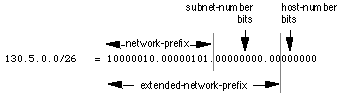 subnet-number host-number
bits bits
network-prefix
130.5.0.0/26 = 10000010.00000101.00000000.00000000
extended-network-prefix